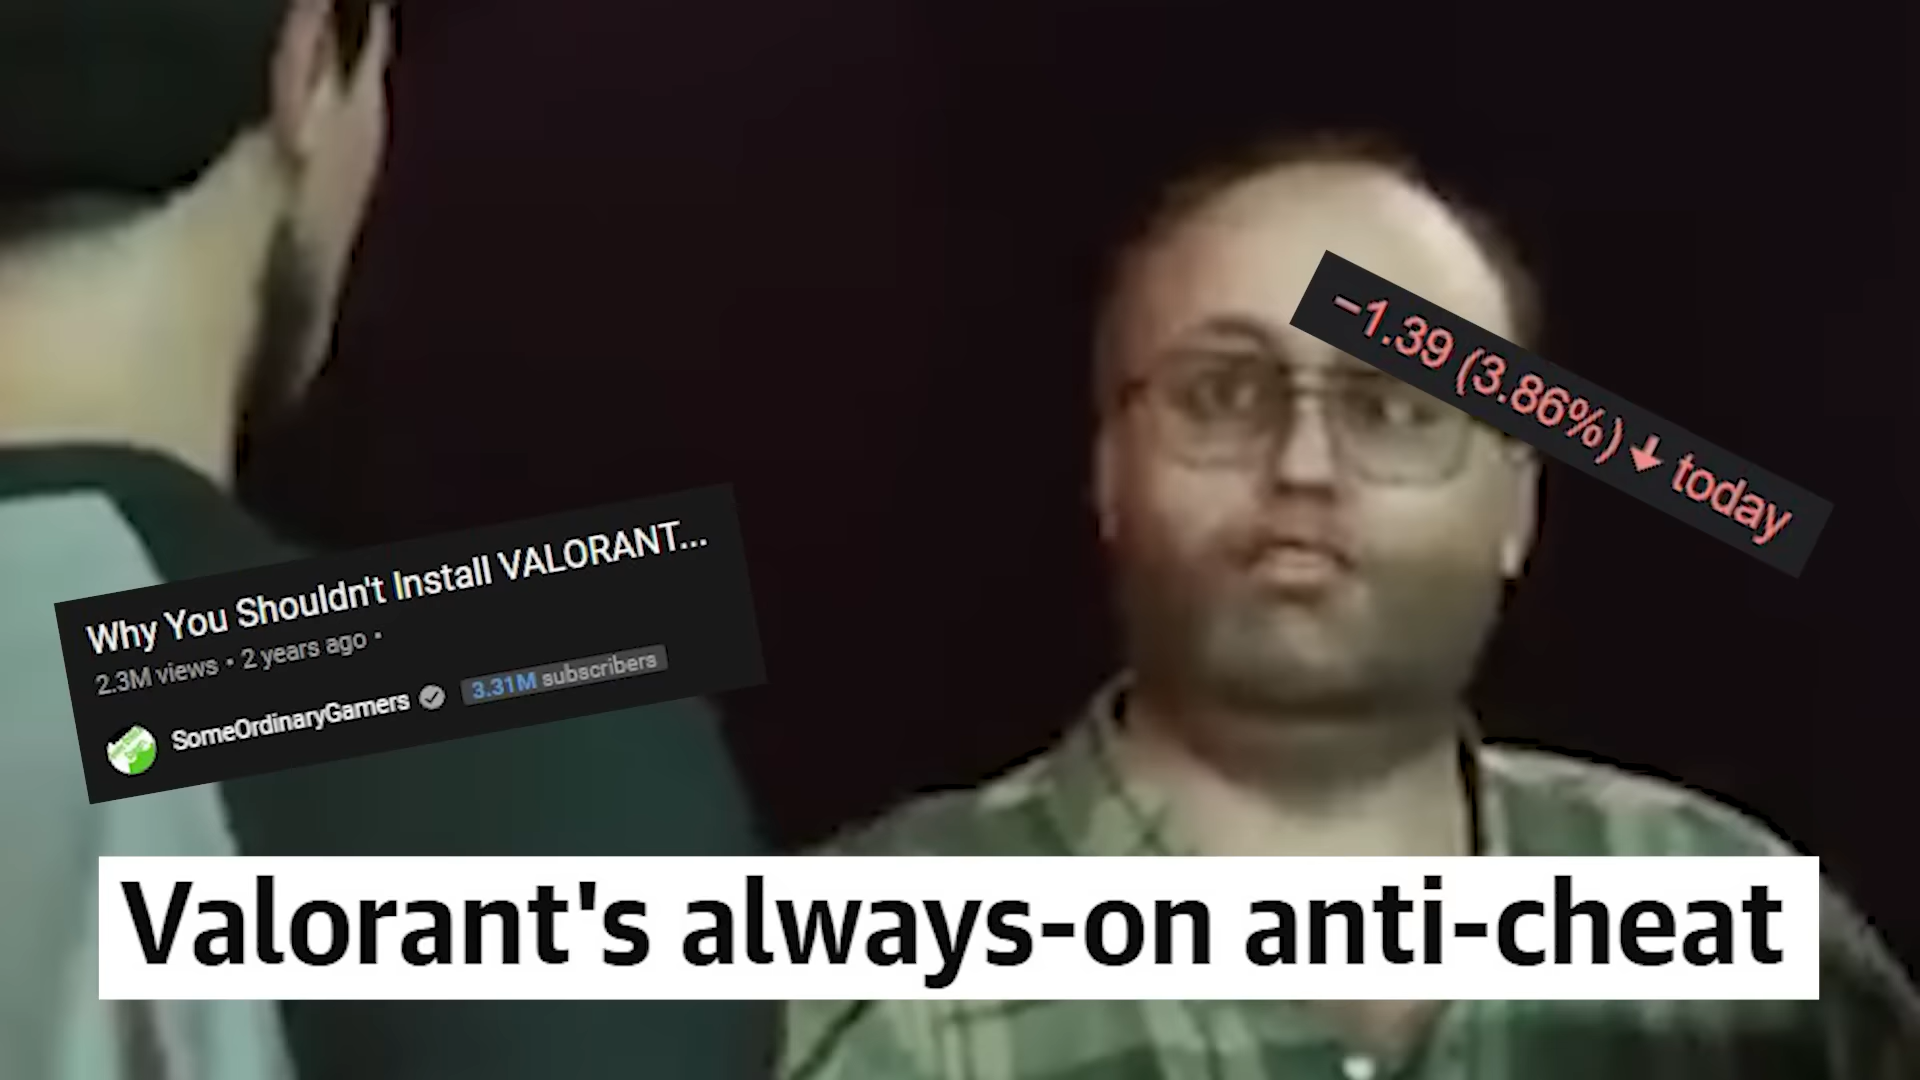 −1.39 (3.86%) ↓ today
Why You Shouldn't Install VALORANT...
2.3M views • 2 years ago •
SomeOrdinaryGamers 3.31M subscribers
Valorant's always-on anti-cheat